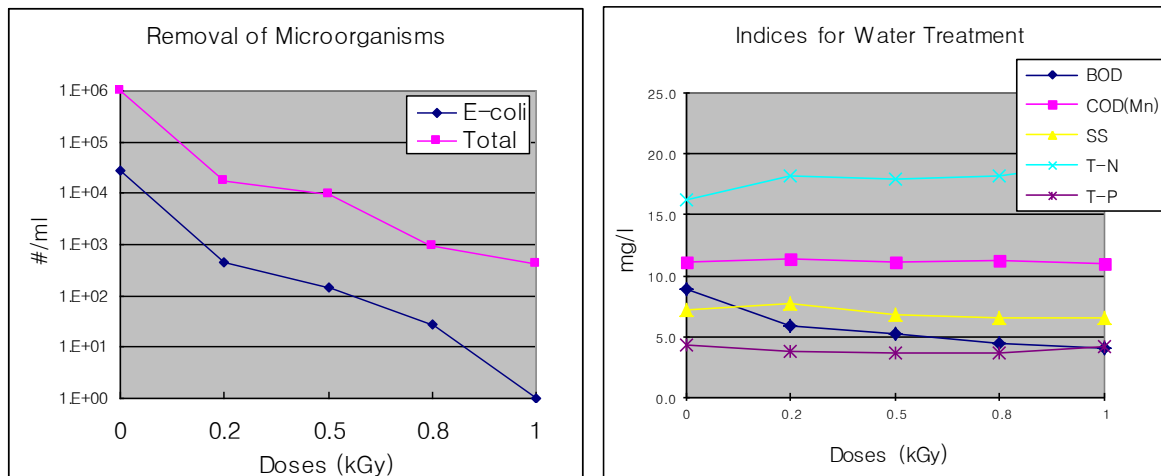 Removal of Microorganisms
#/ml
1.E+06
1.E+05
1.E+04
1.E+03
1.E+02
1.E+01
1.E+00
E-coli
Total
0 0.2 0.5 0.8 1
Doses (kGy)
Indices for Water Treatment
mg/l
25.0
20.0
15.0
10.0
5.0
0.0
BOD
COD(Mn)
SS
T-N
T-P
0 0.2 0.5 0.8 1
Doses (kGy)